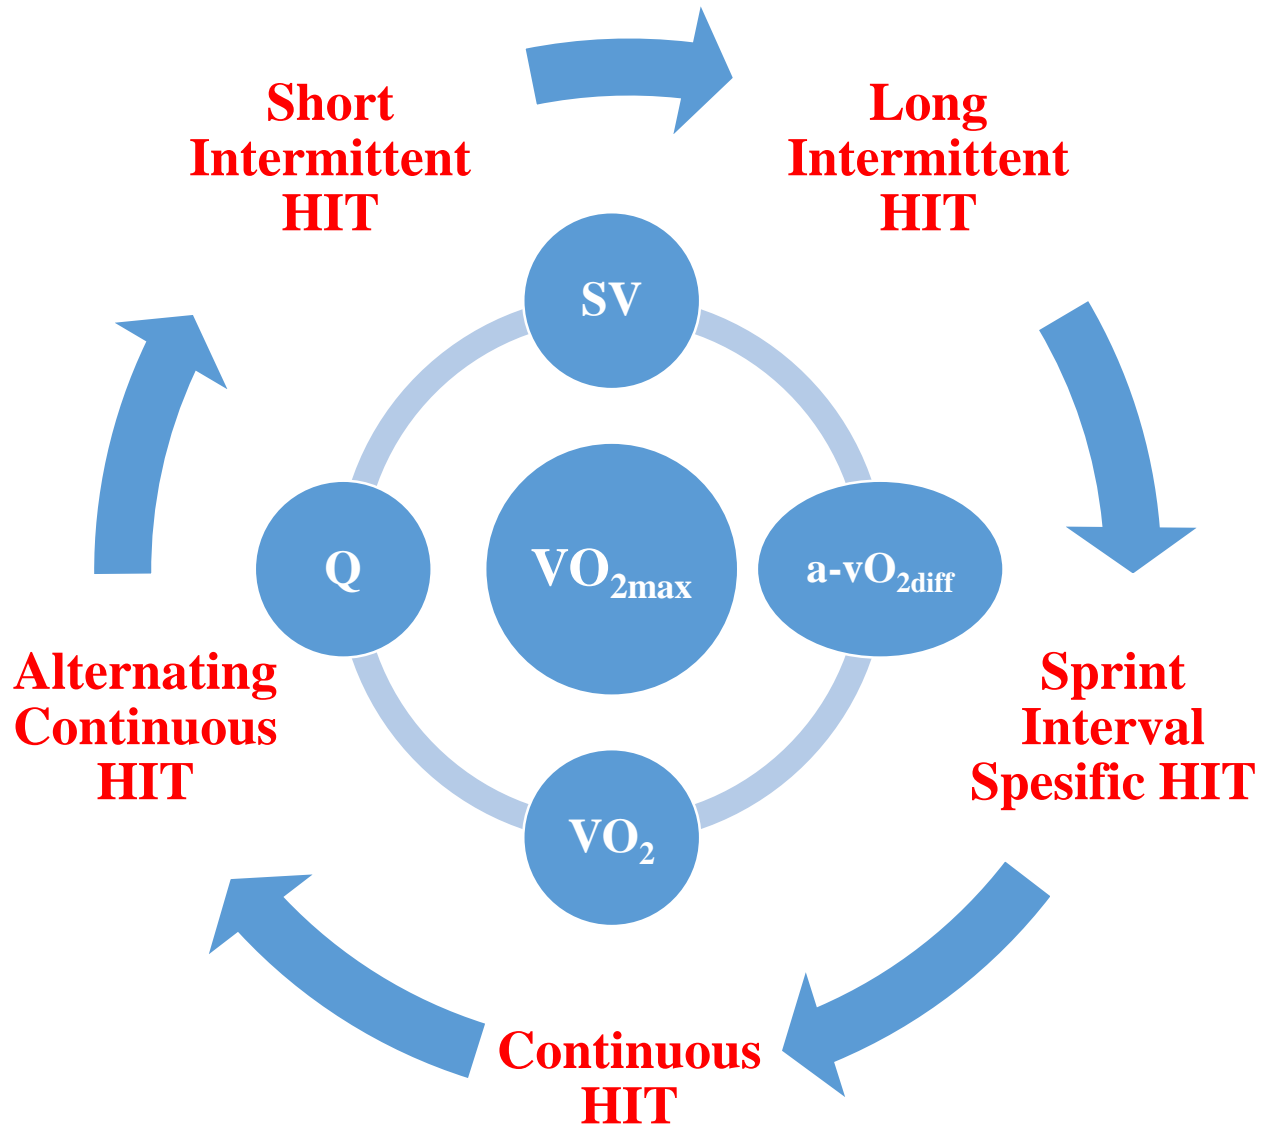 Short
Intermittent
HIT
Long
Intermittent
HIT
SV
Q
VO2max
a-vO2diff
VO2
Alternating
Continuous
HIT
Sprint
Interval
Spesific HIT
Continuous
HIT